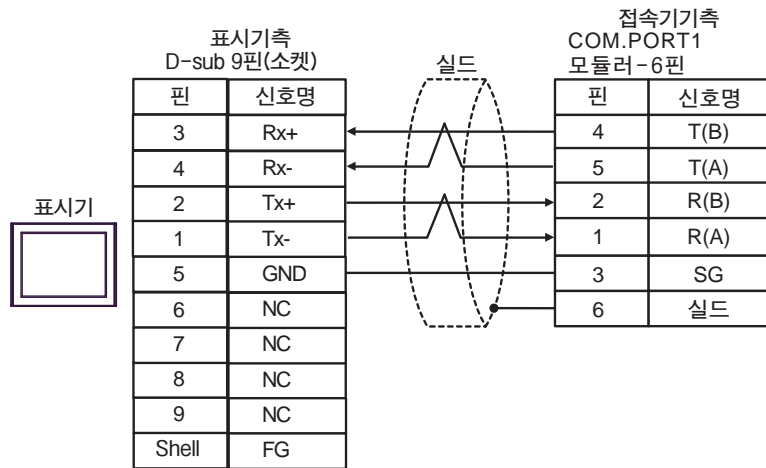 표시기측
D-sub 9핀(소켓)
실드
접속기기측
COM.PORT1
모듈러-6핀
핀 신호명
3 Rx+
4 Rx-
2 Tx+
1 Tx-
5 GND
6 NC
7 NC
8 NC
9 NC
Shell FG
표시기
핀 신호명
4 T(B)
5 T(A)
2 R(B)
1 R(A)
3 SG
6 실드